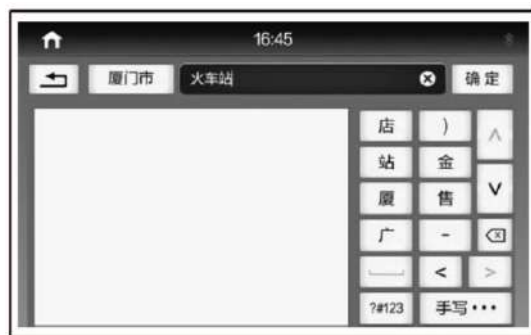 16:45
厦门市 火车站 确定
店 )
站 金
厦 售
广 -
< >
?#123 手写···